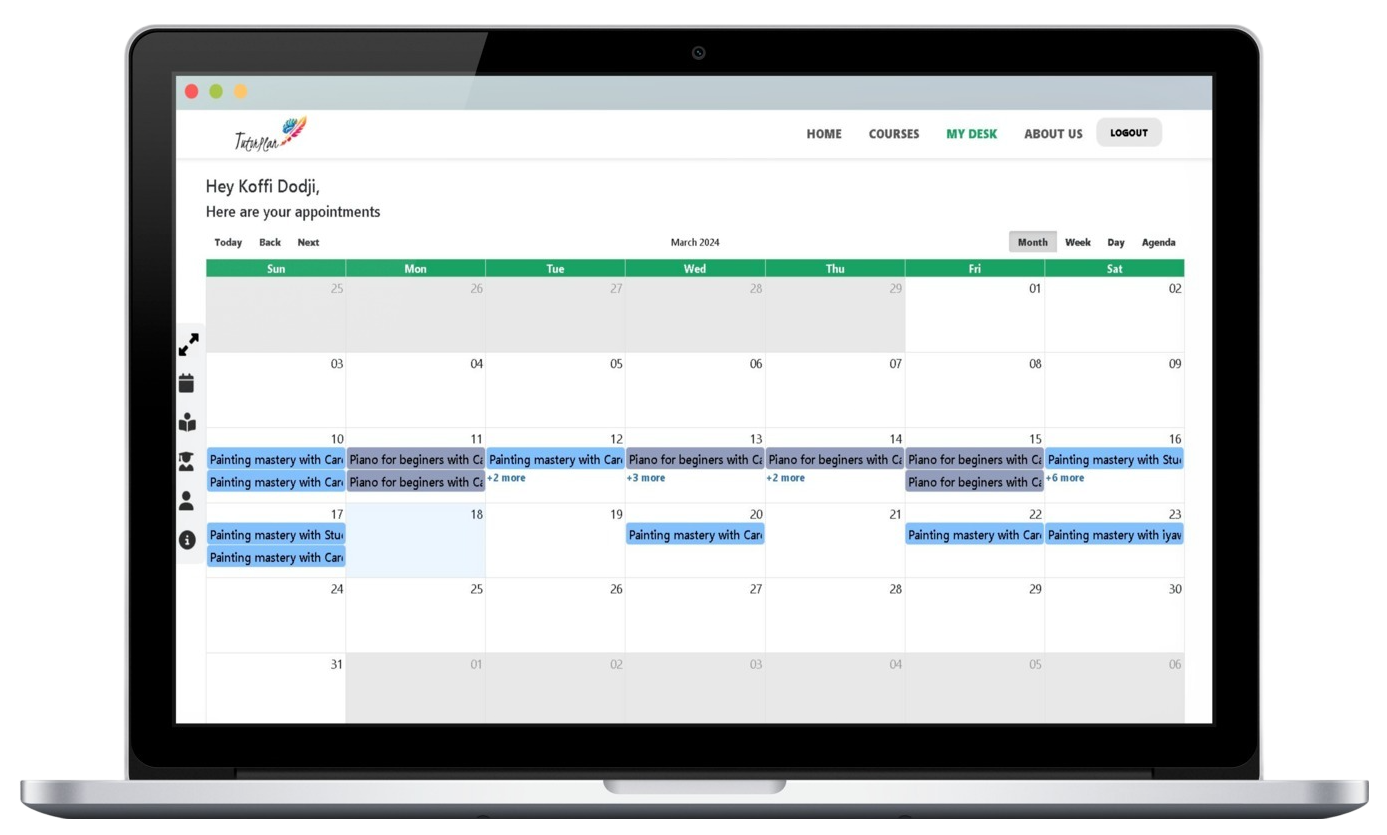 TutorPlan
HOME COURSES MY DESK ABOUT US LOGOUT
Hey Koffi Dodji,
Here are your appointments
Today Back Next March 2024 Month Week Day Agenda
Sun Mon Tue Wed Thu Fri Sat
25 26 27 28 29 01 02
03 04 05 06 07 08 09
10 11 12 13 14 15 16
Painting mastery with Car Piano for beginers with Ca Painting mastery with Car Piano for beginers with Ca Piano for beginers with Ca Piano for beginers with Ca Painting mastery with Stu
Painting mastery with Car Piano for beginers with Ca +2 more +3 more +2 more Piano for beginers with Ca +6 more
17 18 19 20 21 22 23
Painting mastery with Stu Painting mastery with Car Painting mastery with Car Painting mastery with iyav
Painting mastery with Car
24 25 26 27 28 29 30
31 01 02 03 04 05 06